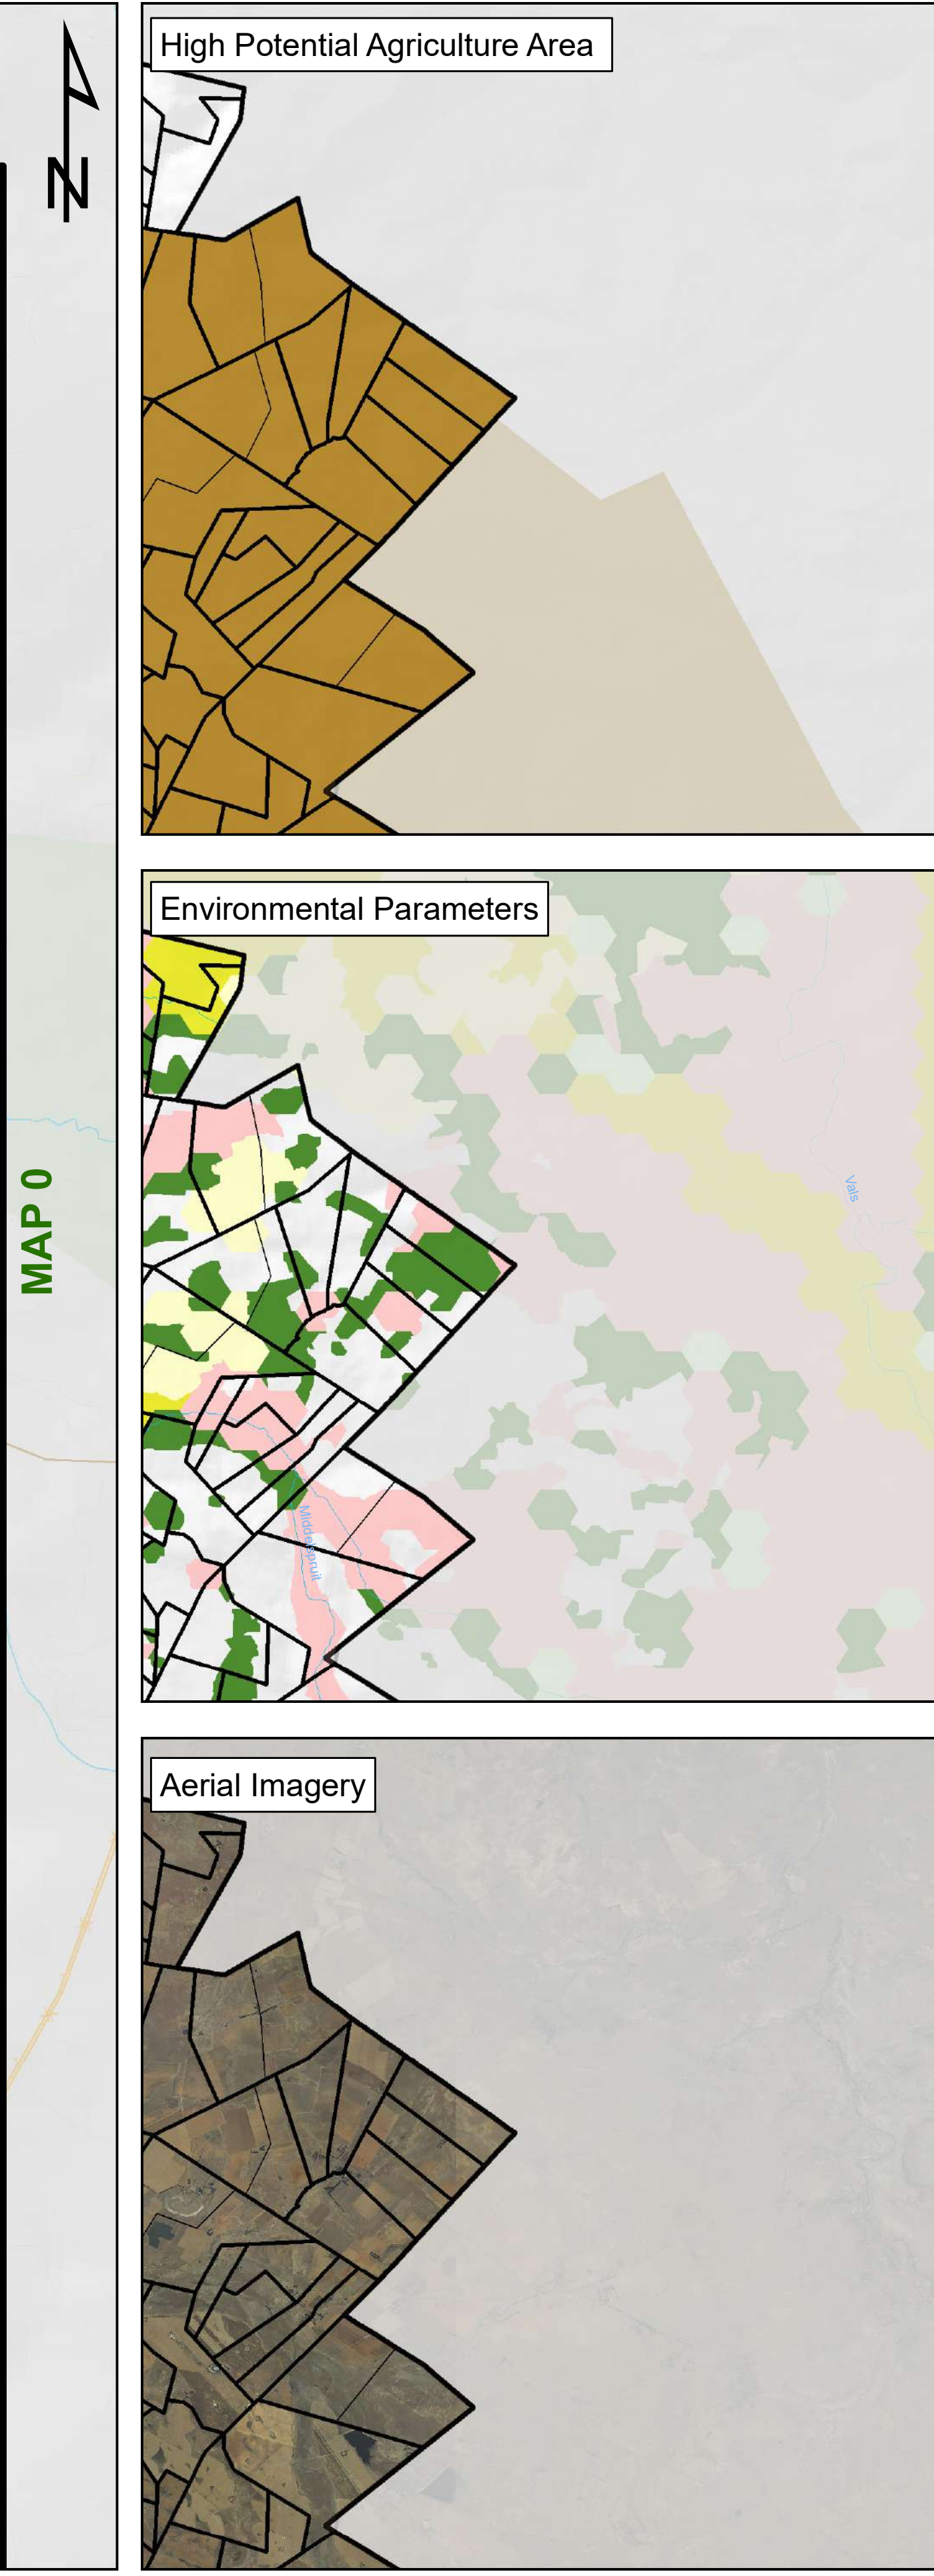 N
MAP 0
High Potential Agriculture Area
Environmental Parameters
Vals
Middelspruit
Aerial Imagery